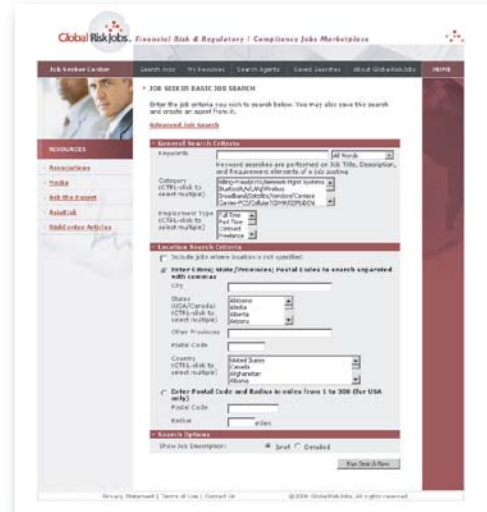 Global Risk Jobs.
Financial Risk & Regulatory | Compliance Jobs Marketplace
Job Seeker Center
Search Jobs
My Resumes
Search Agents
Saved Searches
About GlobalRiskJobs
HOME
JOB SEEKER BASIC JOB SEARCH
Enter the job criteria you wish to search below. You may also save this search
and create an agent from it.
Advanced Job Search
RESOURCES
Associations
Media
Ask the Expert
RiskCenter Articles
General Search Criteria
Keywords
All Words
Keyword searches are performed on Job Title, Description,
and Requirement elements of a job posting
Category
(CTRL-click to
select multiple)
Employment Type
(CTRL-click to
select multiple)
Full Time
Part Time
Contract
Freelance
Location Search Criteria
Include jobs where location is not specified
Enter Cities; State/Provinces; Postal Codes to search separated
with commas
City
States
(USA/Canada)
(CTRL-click to
select multiple)
Alabama
Alaska
Alberta
Arizona
Other Provinces
Postal Code
Country
(CTRL-click to
select multiple)
United States
Canada
Afghanistan
Albania
Enter Postal Code and Radius in miles from 1 to 300 (for USA
only)
Postal Code
Radius
miles
Search Options
Show Job Description:
Brief
Detailed
Run Search Now
Privacy Statement | Terms of Use | Contact Us
GlobalRiskJobs. All rights reserved.